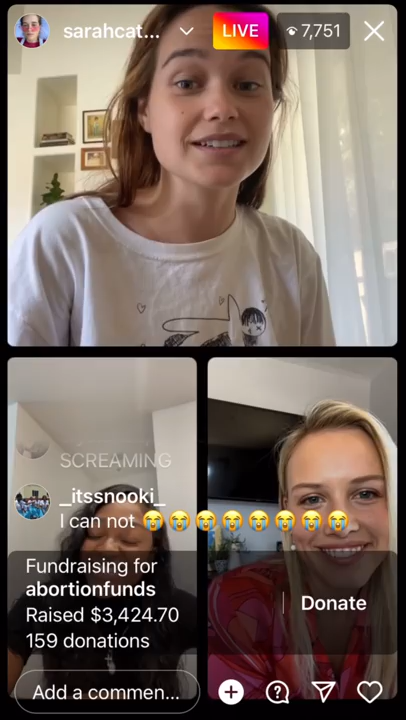 sarahcat...
LIVE
7,751
SCREAMING
_itssnooki_
I can not 😭😭😭😭😭😭😭😭
Fundraising for
abortionfunds
Raised $3,424.70
159 donations
Donate
Add a commen...